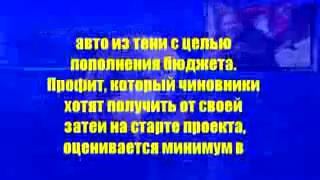 авто из тени с целью
пополнения бюджета.
Профит, который чиновники
хотят получить от своей
затеи на старте проекта,
оценивается минимум в